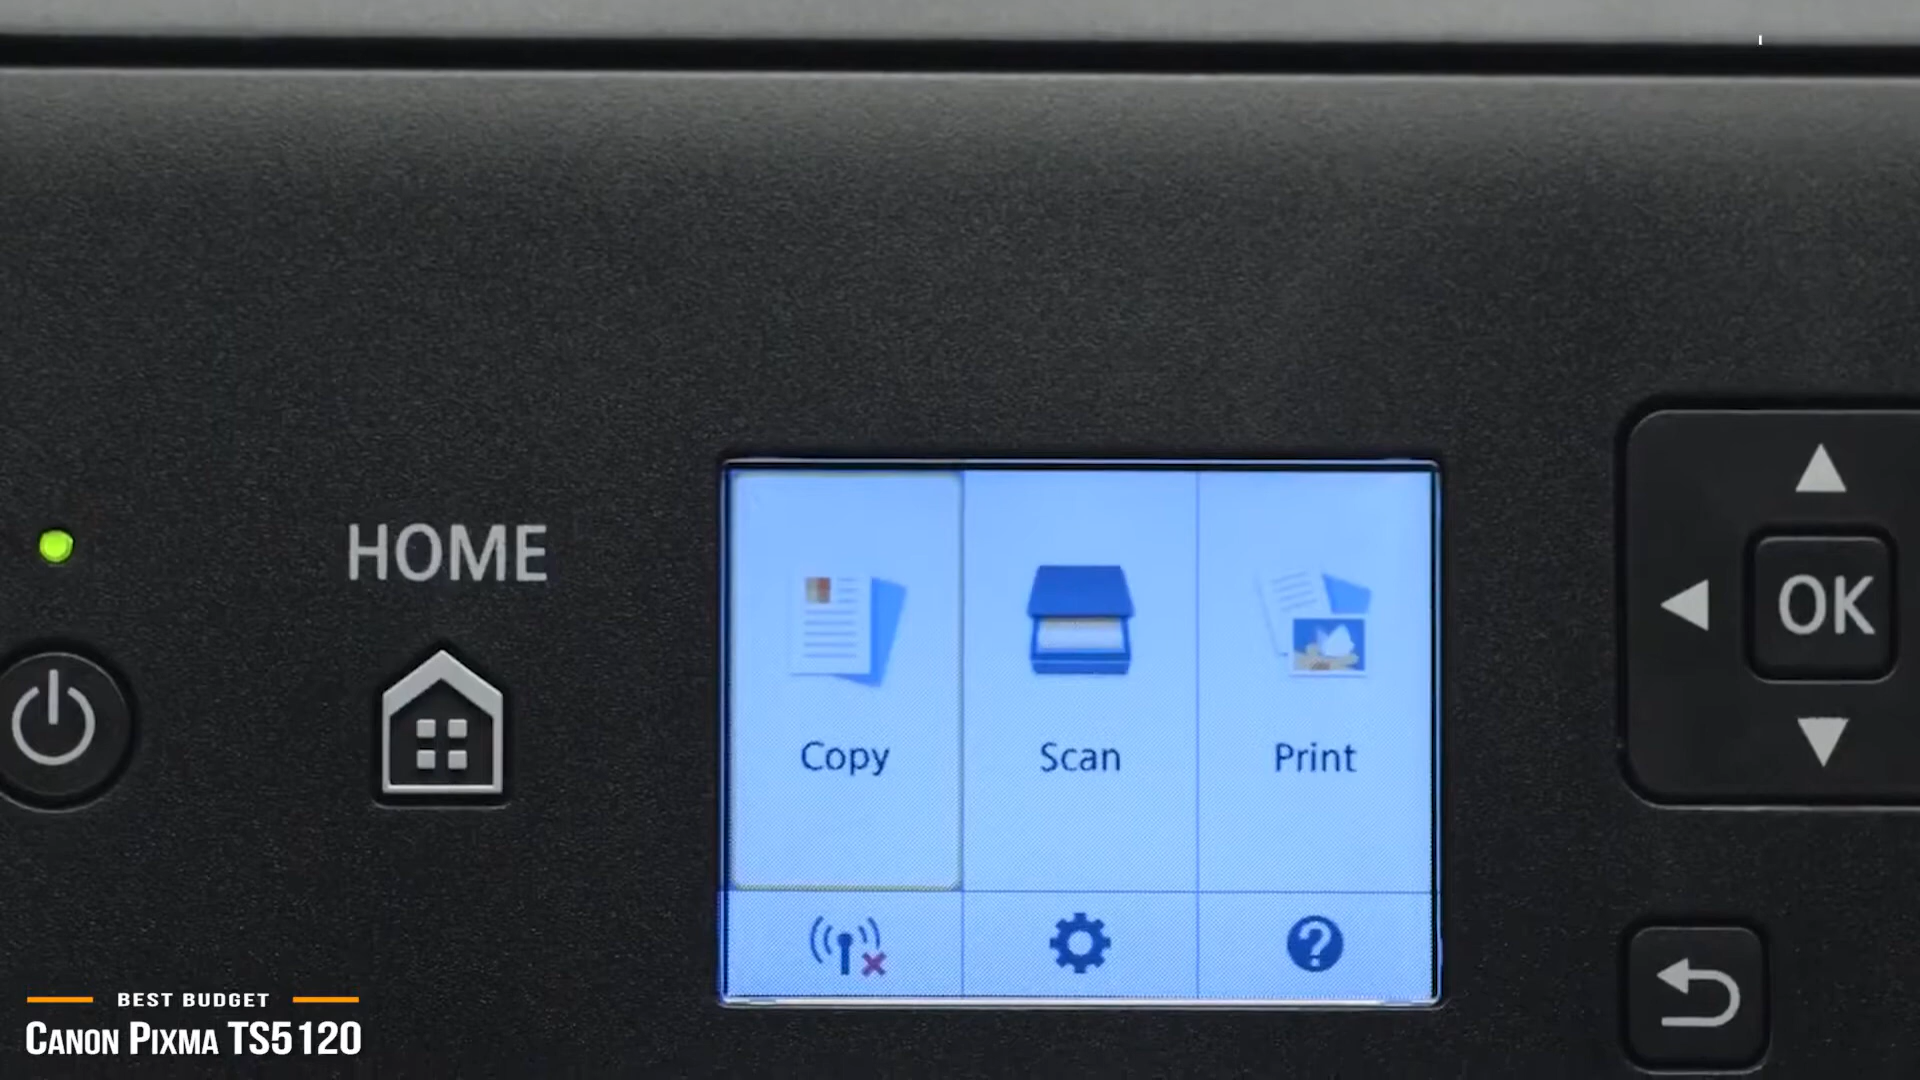 HOME
Copy
Scan
Print
OK
BEST BUDGET
CANON PIXMA TS5120